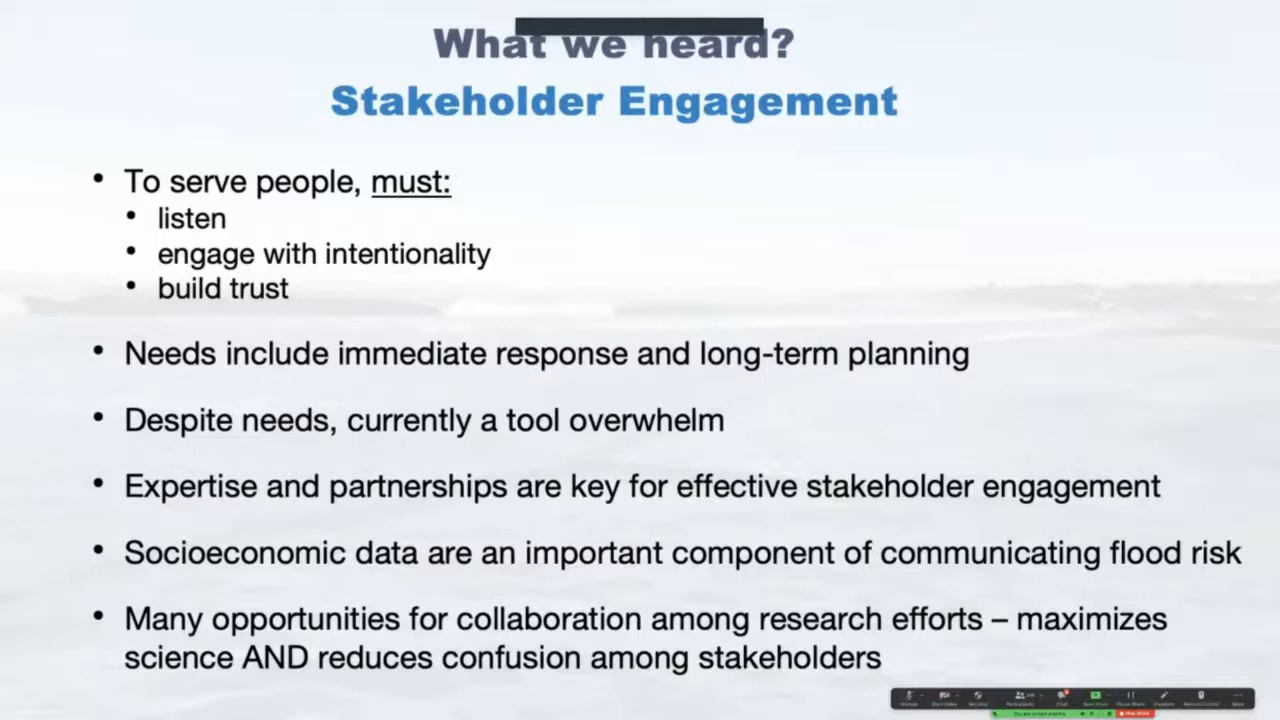 What we heard?
Stakeholder Engagement
• To serve people, must:
• listen
• engage with intentionality
• build trust
• Needs include immediate response and long-term planning
• Despite needs, currently a tool overwhelm
• Expertise and partnerships are key for effective stakeholder engagement
• Socioeconomic data are an important component of communicating flood risk
• Many opportunities for collaboration among research efforts – maximizes
science AND reduces confusion among stakeholders